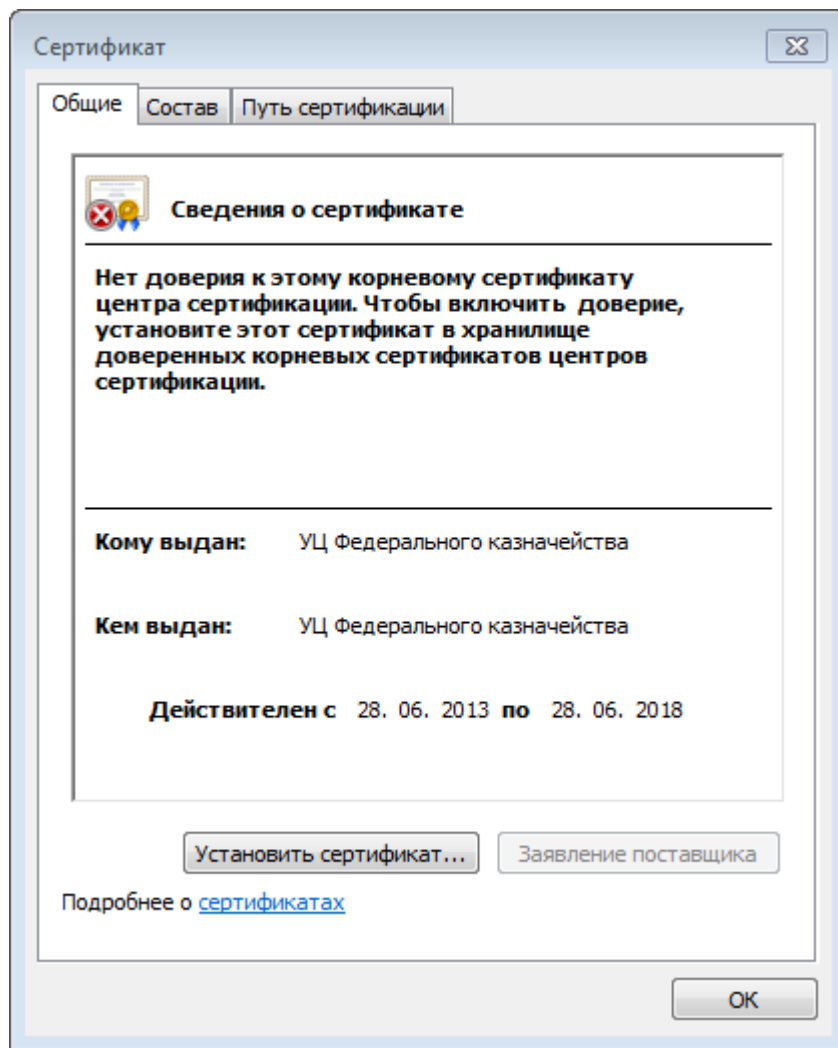 Сертификат
Общие Состав Путь сертификации
Сведения о сертификате
Нет доверия к этому корневому сертификату
центра сертификации. Чтобы включить доверие,
установите этот сертификат в хранилище
доверенных корневых сертификатов центров
сертификации.
Кому выдан: УЦ Федерального казначейства
Кем выдан: УЦ Федерального казначейства
Действителен с 28. 06. 2013 по 28. 06. 2018
Установить сертификат... Заявление поставщика
Подробнее о сертификатах
ОК